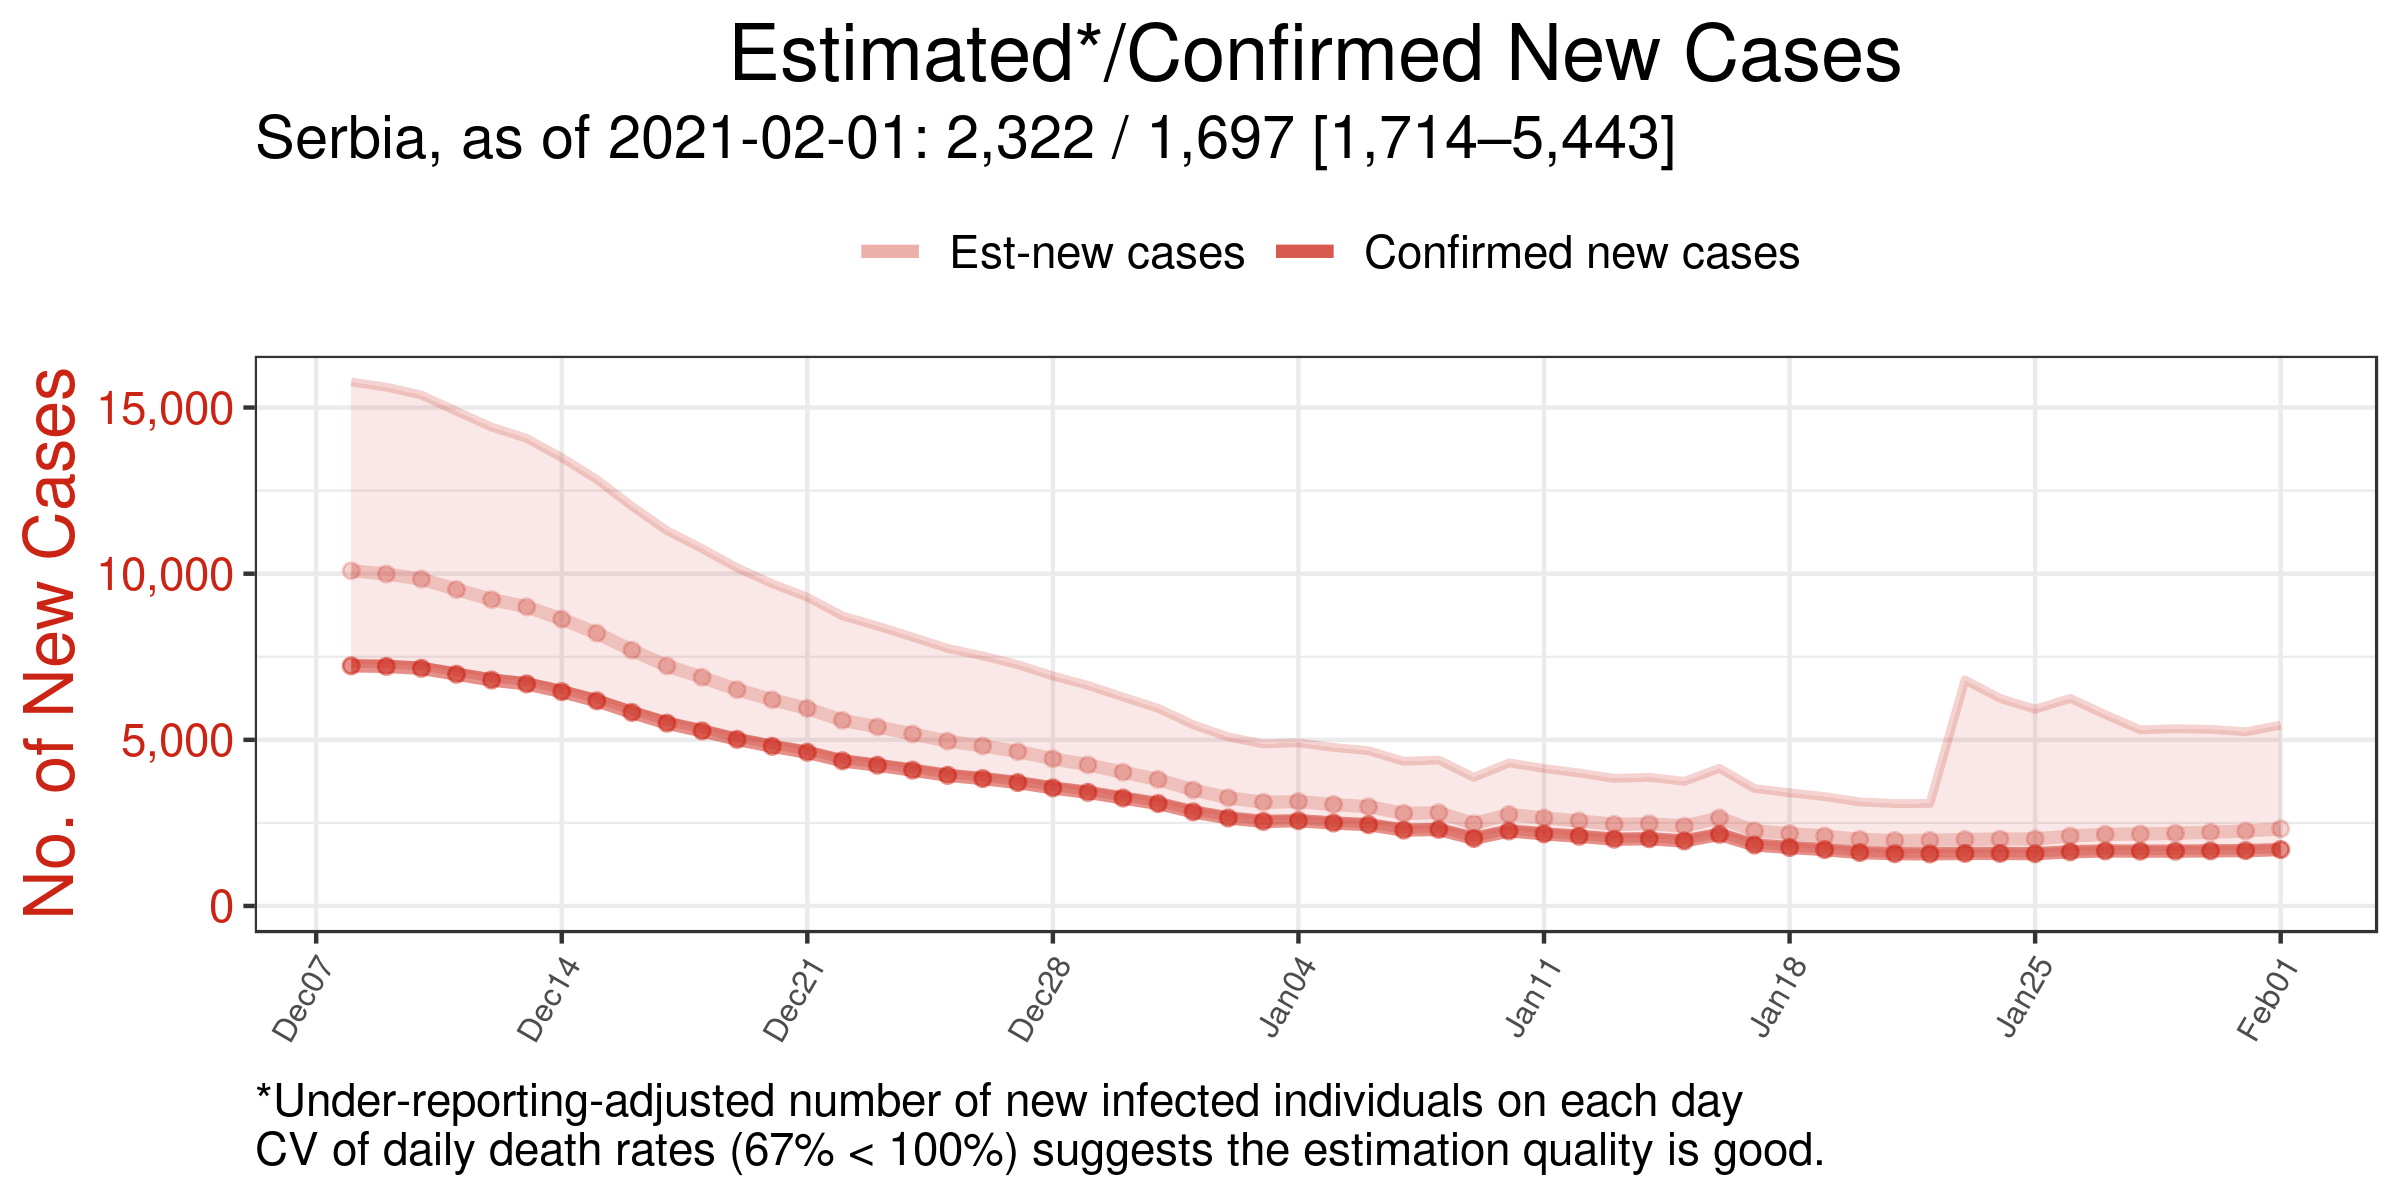 Estimated*/Confirmed New Cases
Serbia, as of 2021-02-01: 2,322 / 1,697 [1,714–5,443]
Est-new cases
Confirmed new cases
No. of New Cases
15,000
10,000
5,000
0
Dec07
Dec14
Dec21
Dec28
Jan04
Jan11
Jan18
Jan25
Feb01
*Under-reporting-adjusted number of new infected individuals on each day
CV of daily death rates (67% < 100%) suggests the estimation quality is good.